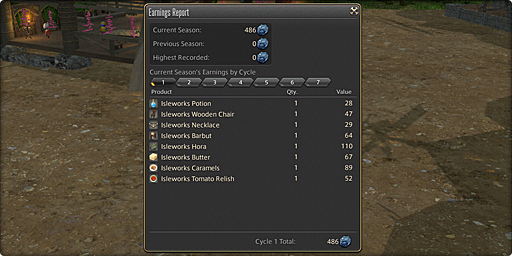 Earnings Report
Current Season: 486
Previous Season: 0
Highest Recorded: 0
Current Season's Earnings by Cycle
1 2 3 4 5 6 7
Product Qty. Value
Isleworks Potion 1 28
Isleworks Wooden Chair 1 47
Isleworks Necklace 1 29
Isleworks Barbut 1 64
Isleworks Hora 1 110
Isleworks Butter 1 67
Isleworks Caramels 1 89
Isleworks Tomato Relish 1 52
Cycle 1 Total: 486